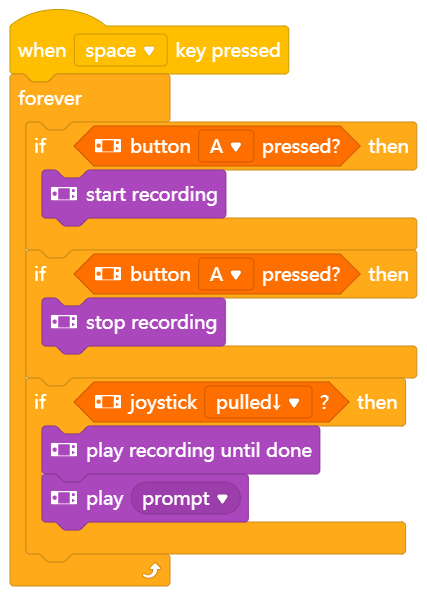 when space key pressed
forever
if button A pressed? then
start recording
if button A pressed? then
stop recording
if joystick pulled↓ ? then
play recording until done
play prompt